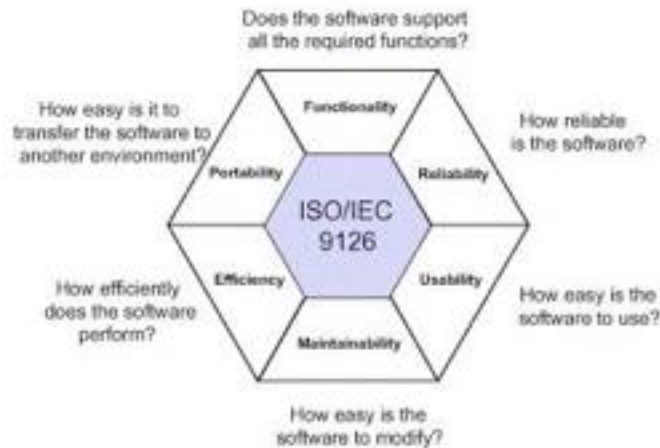 Does the software support
all the required functions?
Functionality
How easy is it to
transfer the software to
another environment?
Portability
How reliable
is the software?
Reliability
ISO/IEC
9126
How efficiently
does the software
perform?
Efficiency
Usability
How easy is the
software to use?
Maintainability
How easy is the
software to modify?